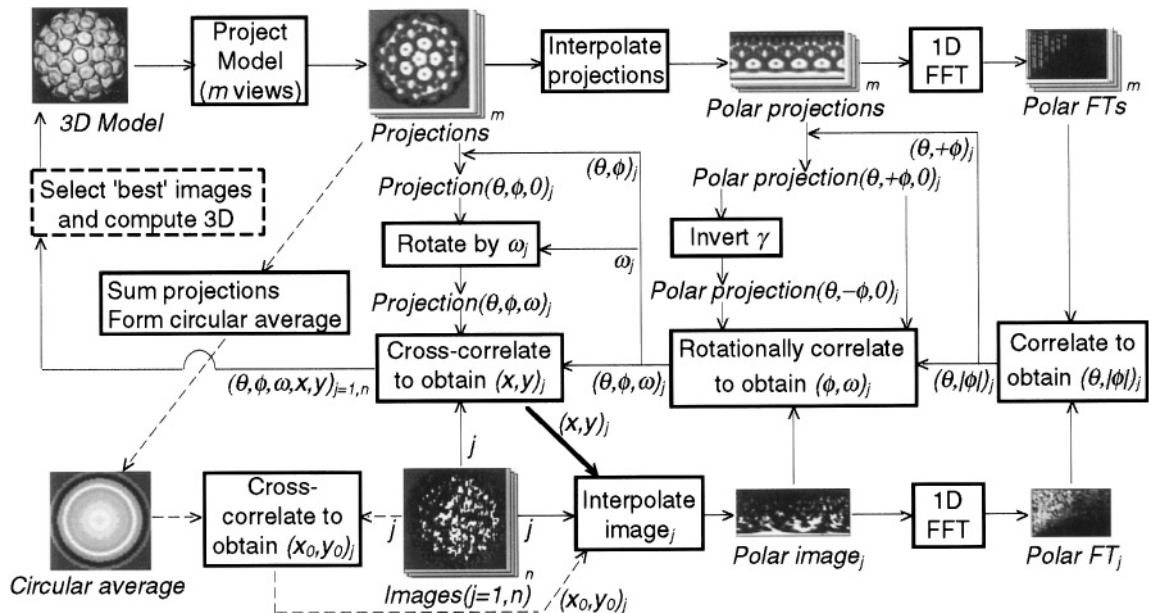 Project
Model
(m views)
Interpolate
projections
1D
FFT
m
m
m
3D Model
Projections
Polar projections
Polar FTs
(θ,ϕ)j
(θ,+ϕ)j
Select 'best' images
and compute 3D
Projection(θ,ϕ,0)j
Polar projection(θ,+ϕ,0)j
Rotate by ωj
ωj
Invert γ
Sum projections
Form circular average
Projection(θ,ϕ,ω)j
Polar projection(θ,−ϕ,0)j
Cross-correlate
to obtain (x,y)j
Rotationally correlate
to obtain (ϕ,ω)j
Correlate to
obtain (θ,|ϕ|)j
(θ,ϕ,ω,x,y)j=1,n
(θ,ϕ,ω)j
(θ,|ϕ|)j
j
(x,y)j
Cross-
correlate to
obtain (x0,y0)j
j
j
Interpolate
imagej
1D
FFT
n
Circular average
Images(j=1,n)
(x0,y0)j
Polar imagej
Polar FTj